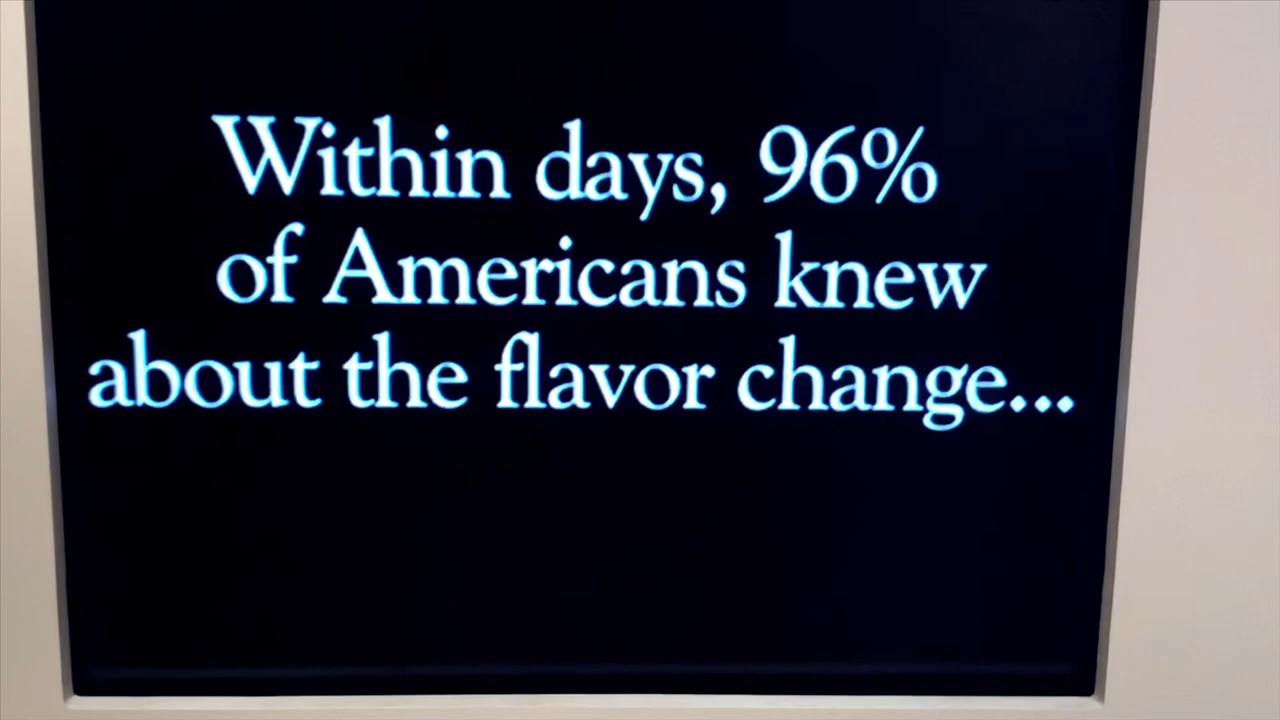 Within days, 96%
of Americans knew
about the flavor change...